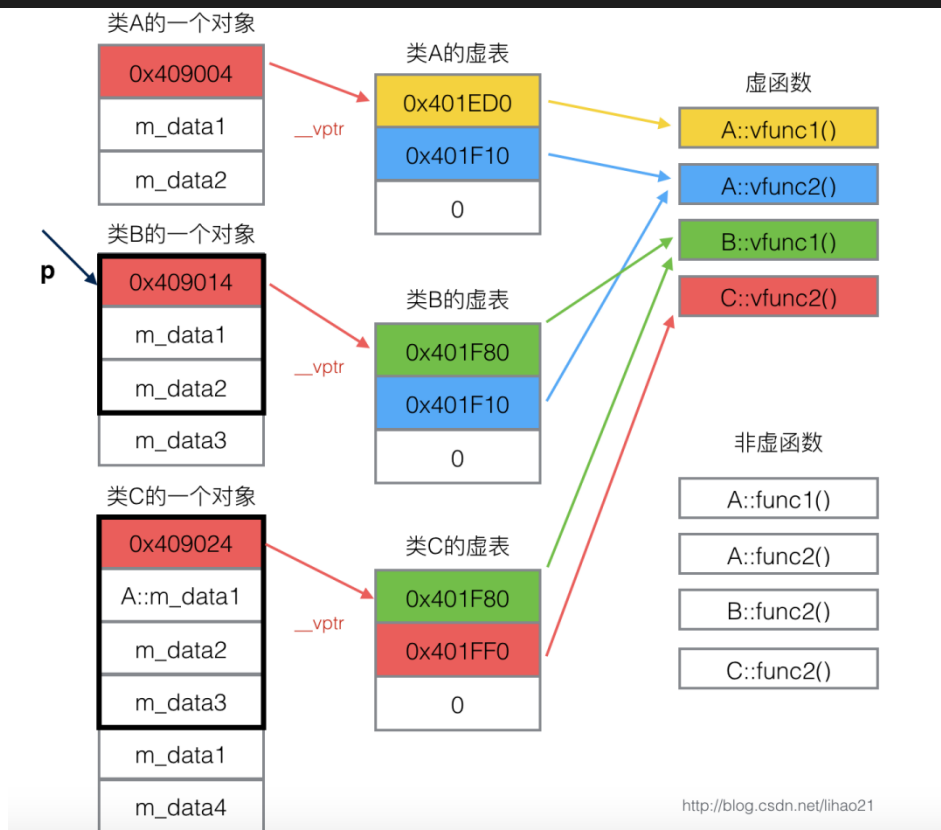 类A的一个对象
0x409004
m_data1
m_data2
__vptr
类A的虚表
0x401ED0
0x401F10
0
虚函数
A::vfunc1()
A::vfunc2()
B::vfunc1()
C::vfunc2()
p
类B的一个对象
0x409014
m_data1
m_data2
m_data3
__vptr
类B的虚表
0x401F80
0x401F10
0
类C的一个对象
0x409024
A::m_data1
m_data2
m_data3
m_data1
m_data4
__vptr
类C的虚表
0x401F80
0x401FF0
0
非虚函数
A::func1()
A::func2()
B::func2()
C::func2()
http://blog.csdn.net/lihao21